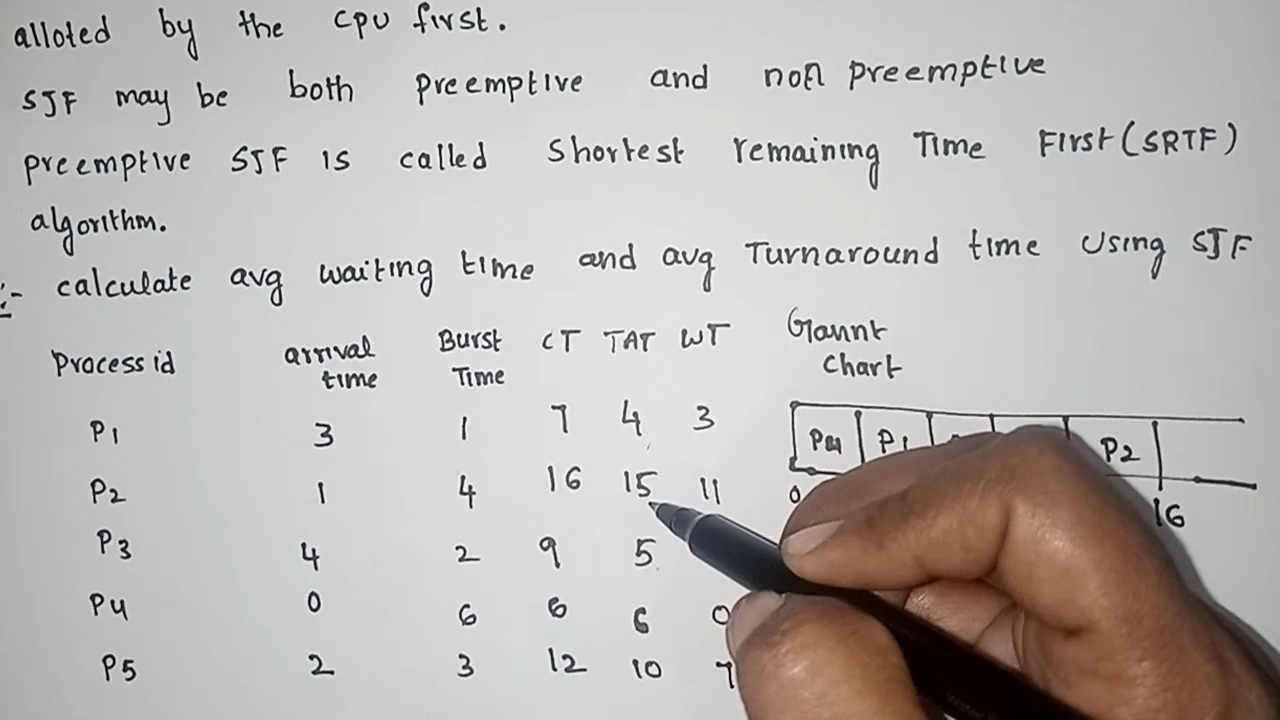 alloted by the CPU first.
SJF may be both preemptive and non preemptive
preemptive SJF is called Shortest remaining Time First (SRTF)
algorithm.
:- calculate avg waiting time and avg Turnaround time Using SJF
Process id arrival time Burst Time CT TAT WT Grannt Chart
P1 3 1 7 4 3
P2 1 4 16 15 11
P3 4 2 9 5
P4 0 6 6 6 0
P5 2 3 12 10 7
P4 P1 P2
0 16